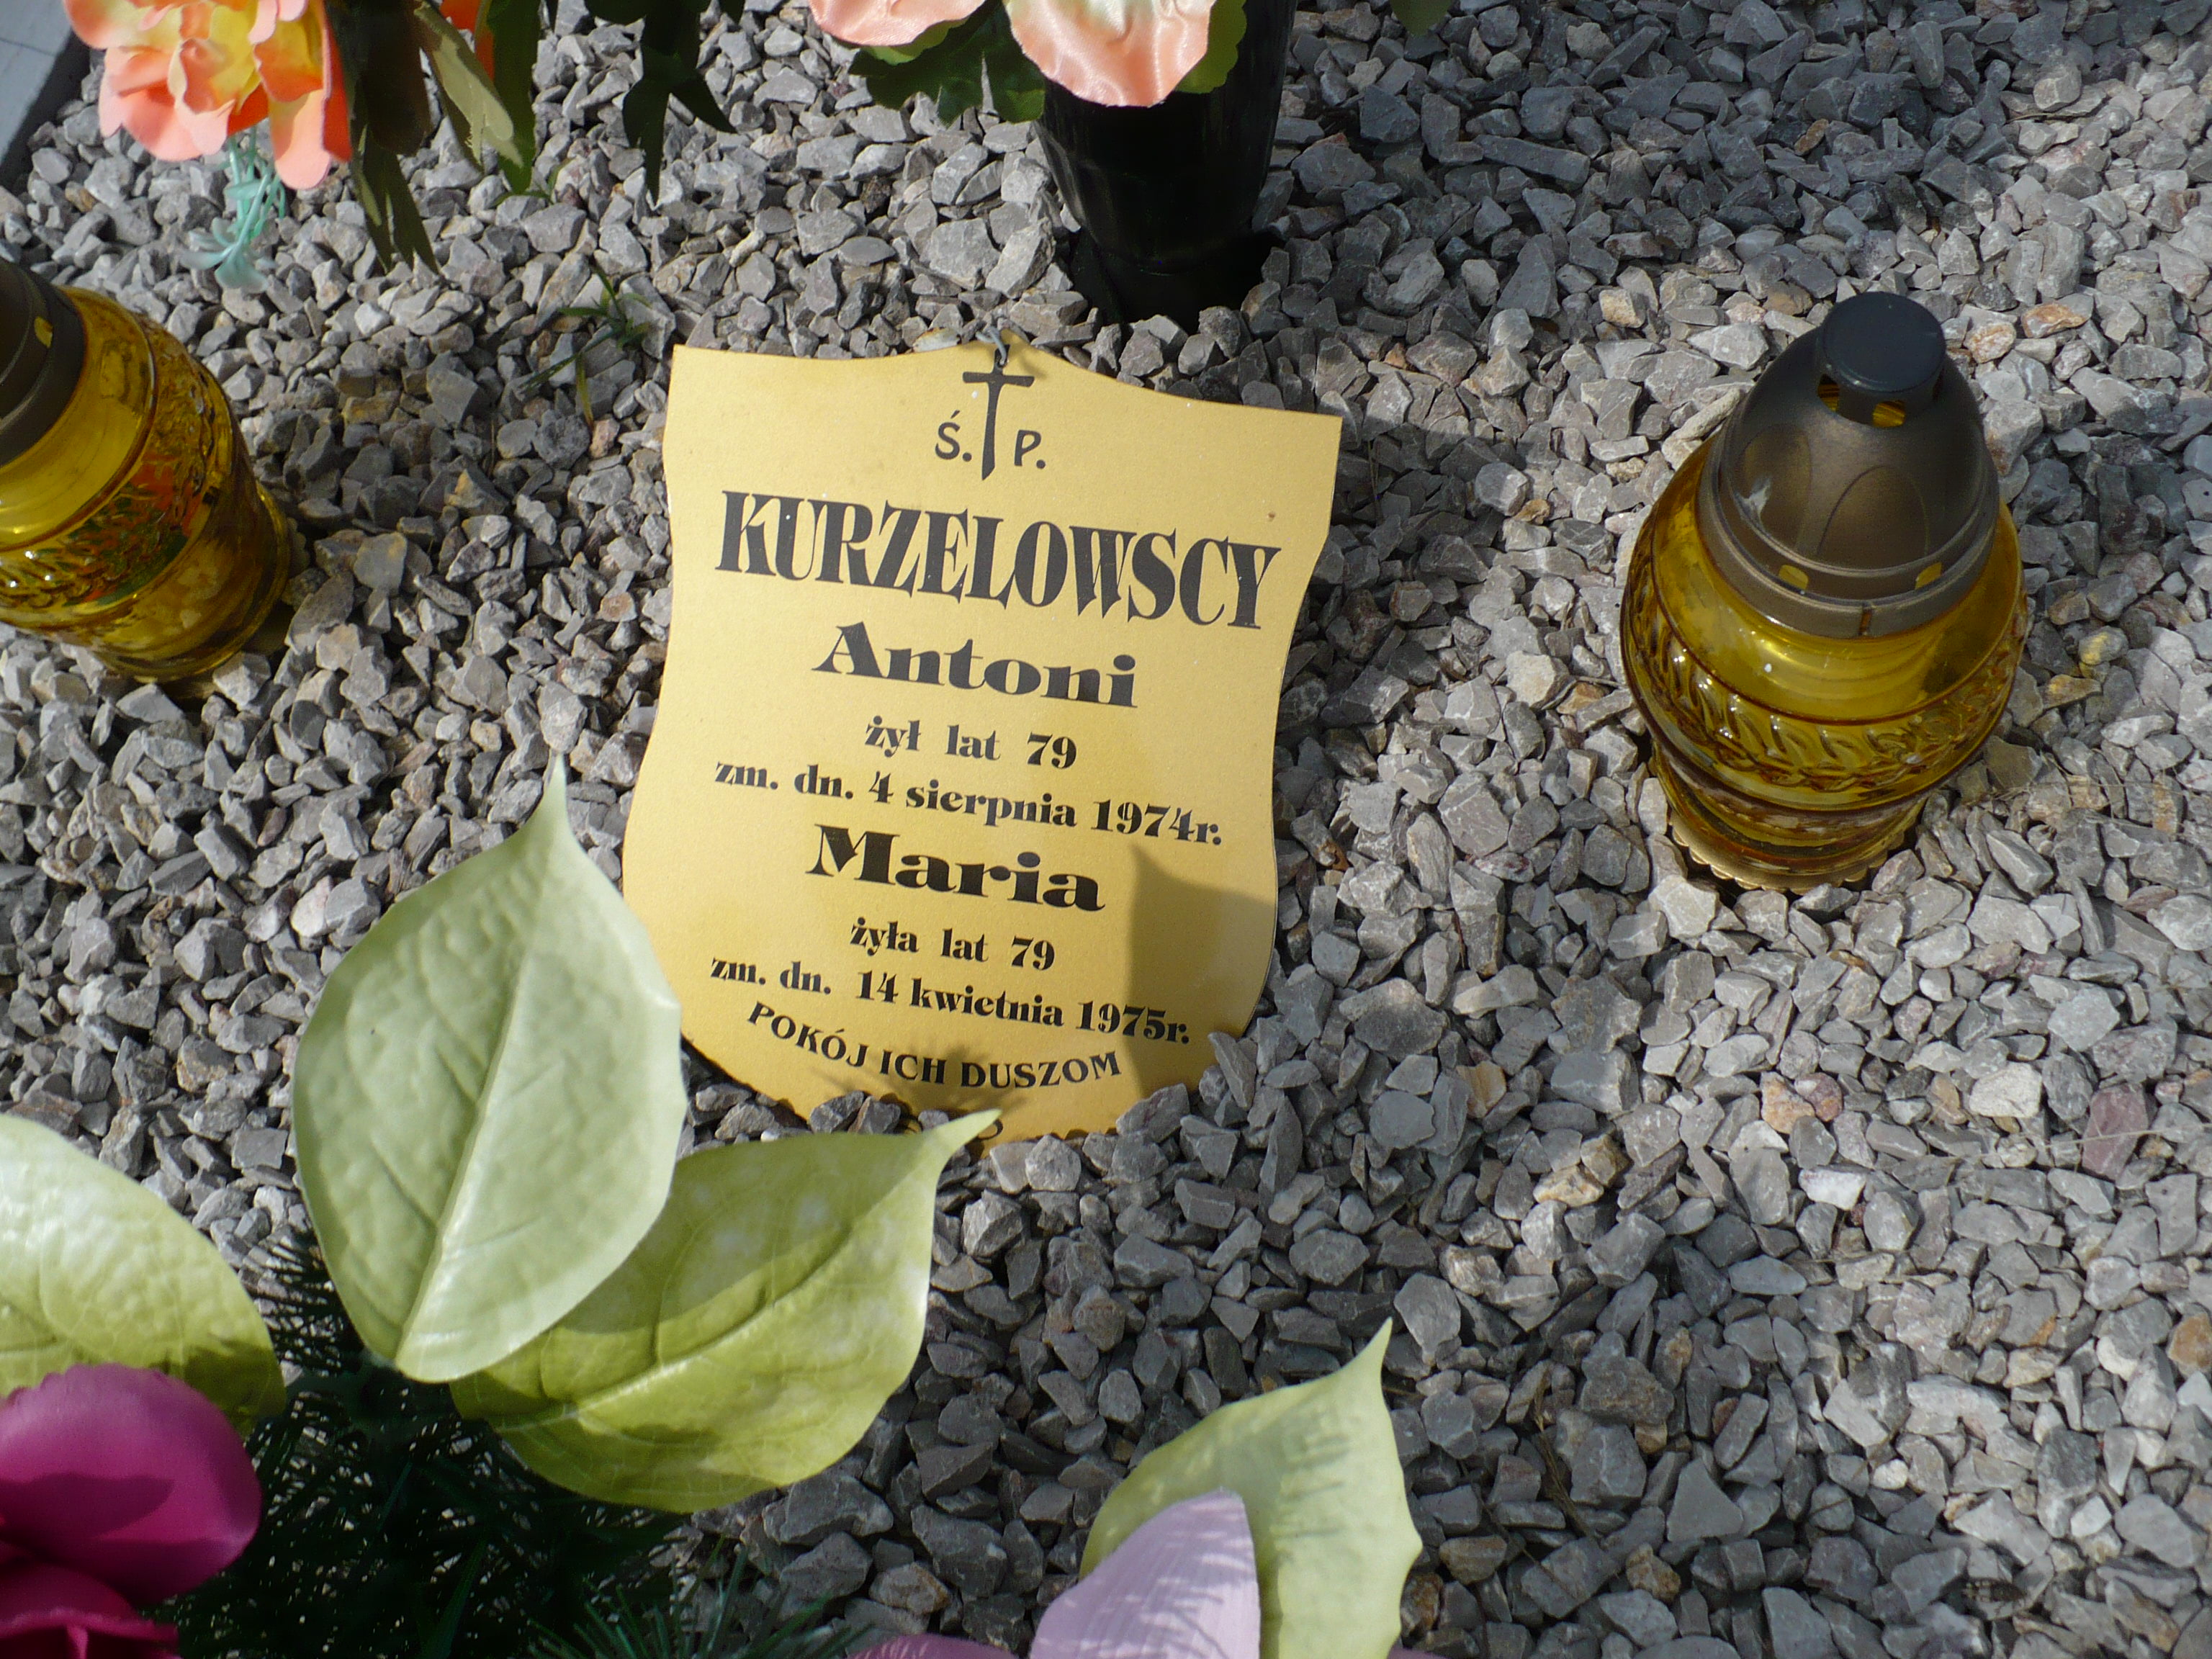 Ś. P.
KURZELOWSCY
Antoni
żył lat 79
zm. dn. 4 sierpnia 1974r.
Maria
żyła lat 79
zm. dn. 14 kwietnia 1975r.
POKÓJ ICH DUSZOM